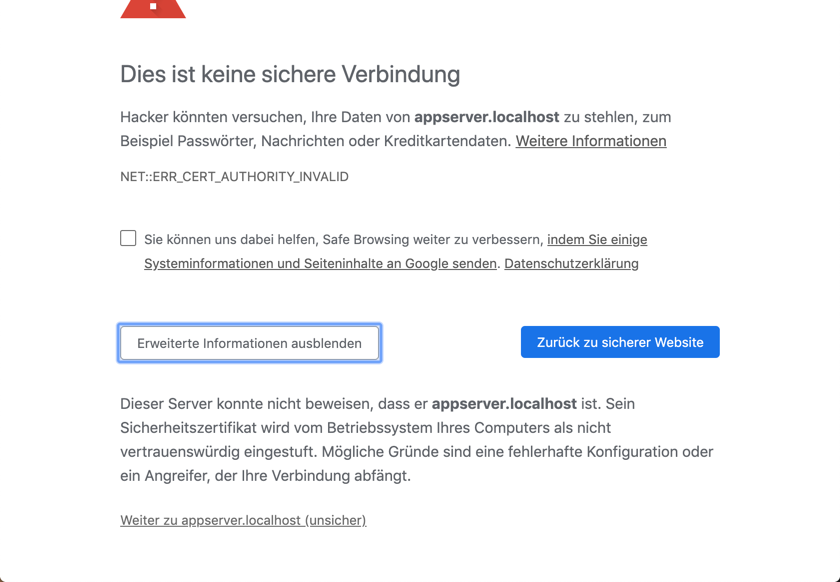 Dies ist keine sichere Verbindung
Hacker könnten versuchen, Ihre Daten von appserver.localhost zu stehlen, zum
Beispiel Passwörter, Nachrichten oder Kreditkartendaten. Weitere Informationen
NET::ERR_CERT_AUTHORITY_INVALID
Sie können uns dabei helfen, Safe Browsing weiter zu verbessern, indem Sie einige
Systeminformationen und Seiteninhalte an Google senden. Datenschutzerklärung
Erweiterte Informationen ausblenden
Zurück zu sicherer Website
Dieser Server konnte nicht beweisen, dass er appserver.localhost ist. Sein
Sicherheitszertifikat wird vom Betriebssystem Ihres Computers als nicht
vertrauenswürdig eingestuft. Mögliche Gründe sind eine fehlerhafte Konfiguration oder
ein Angreifer, der Ihre Verbindung abfängt.
Weiter zu appserver.localhost (unsicher)